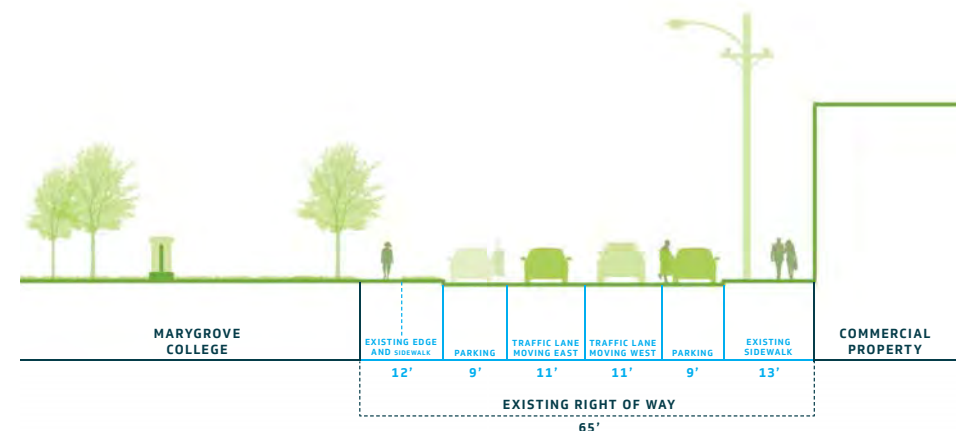 MARYGROVE
COLLEGE
EXISTING EDGE
AND SIDEWALK
12'
PARKING
9'
TRAFFIC LANE
MOVING EAST
11'
TRAFFIC LANE
MOVING WEST
11'
PARKING
9'
EXISTING
SIDEWALK
13'
COMMERCIAL
PROPERTY
EXISTING RIGHT OF WAY
65'